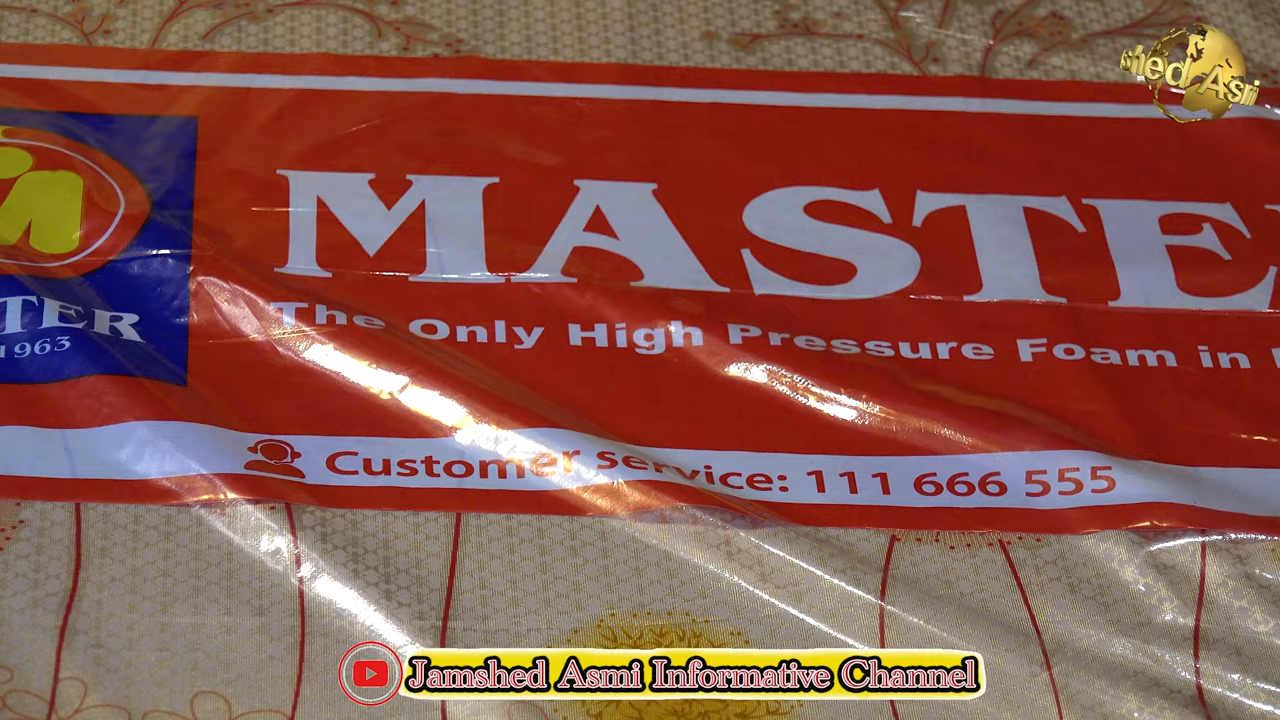 shed Asmi
MASTE
TER
1963
The Only High Pressure Foam in
Customer service: 111 666 555
Jamshed Asmi Informative Channel